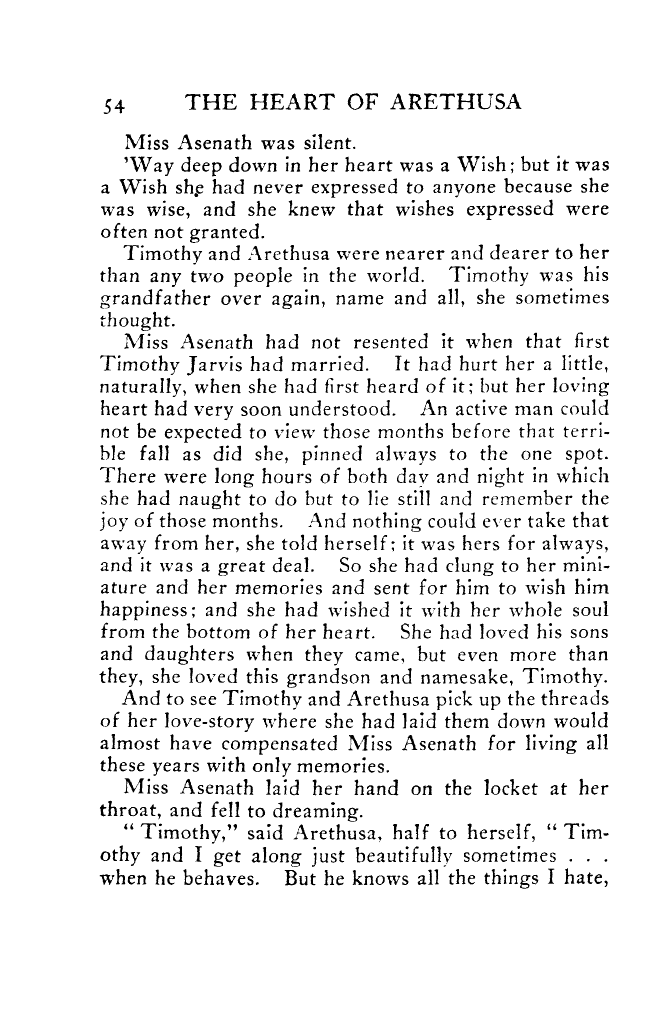 54 THE HEART OF ARETHUSA
Miss Asenath was silent.
'Way deep down in her heart was a Wish; but it was
a Wish she had never expressed to anyone because she
was wise, and she knew that wishes expressed were
often not granted.
Timothy and Arethusa were nearer and dearer to her
than any two people in the world. Timothy was his
grandfather over again, name and all, she sometimes
thought.
Miss Asenath had not resented it when that first
Timothy Jarvis had married. It had hurt her a little,
naturally, when she had first heard of it; but her loving
heart had very soon understood. An active man could
not be expected to view those months before that terri-
ble fall as did she, pinned always to the one spot.
There were long hours of both day and night in which
she had naught to do but to lie still and remember the
joy of those months. And nothing could ever take that
away from her, she told herself; it was hers for always,
and it was a great deal. So she had clung to her mini-
ature and her memories and sent for him to wish him
happiness; and she had wished it with her whole soul
from the bottom of her heart. She had loved his sons
and daughters when they came, but even more than
they, she loved this grandson and namesake, Timothy.
And to see Timothy and Arethusa pick up the threads
of her love-story where she had laid them down would
almost have compensated Miss Asenath for living all
these years with only memories.
Miss Asenath laid her hand on the locket at her
throat, and fell to dreaming.
" Timothy," said Arethusa, half to herself, " Tim-
othy and I get along just beautifully sometimes . . .
when he behaves. But he knows all the things I hate,